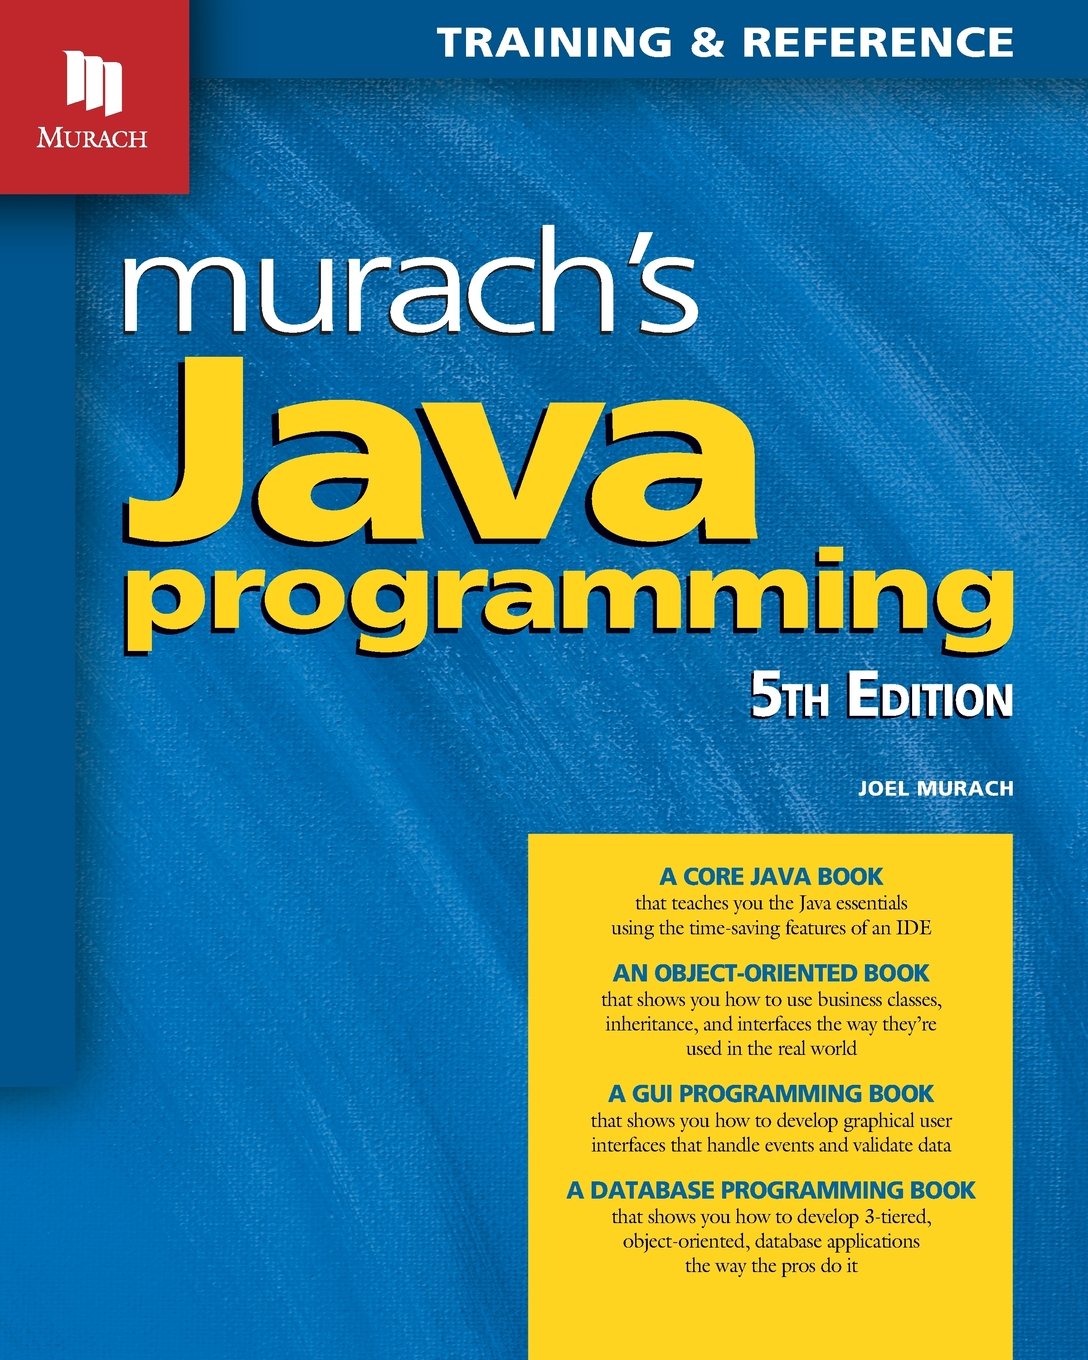 TRAINING & REFERENCE
MURACH
murach's
Java
programming
5TH EDITION
JOEL MURACH
A CORE JAVA BOOK
that teaches you the Java essentials
using the time-saving features of an IDE
AN OBJECT-ORIENTED BOOK
that shows you how to use business classes,
inheritance, and interfaces the way they're
used in the real world
A GUI PROGRAMMING BOOK
that shows you how to develop graphical user
interfaces that handle events and validate data
A DATABASE PROGRAMMING BOOK
that shows you how to develop 3-tiered,
object-oriented, database applications
the way the pros do it